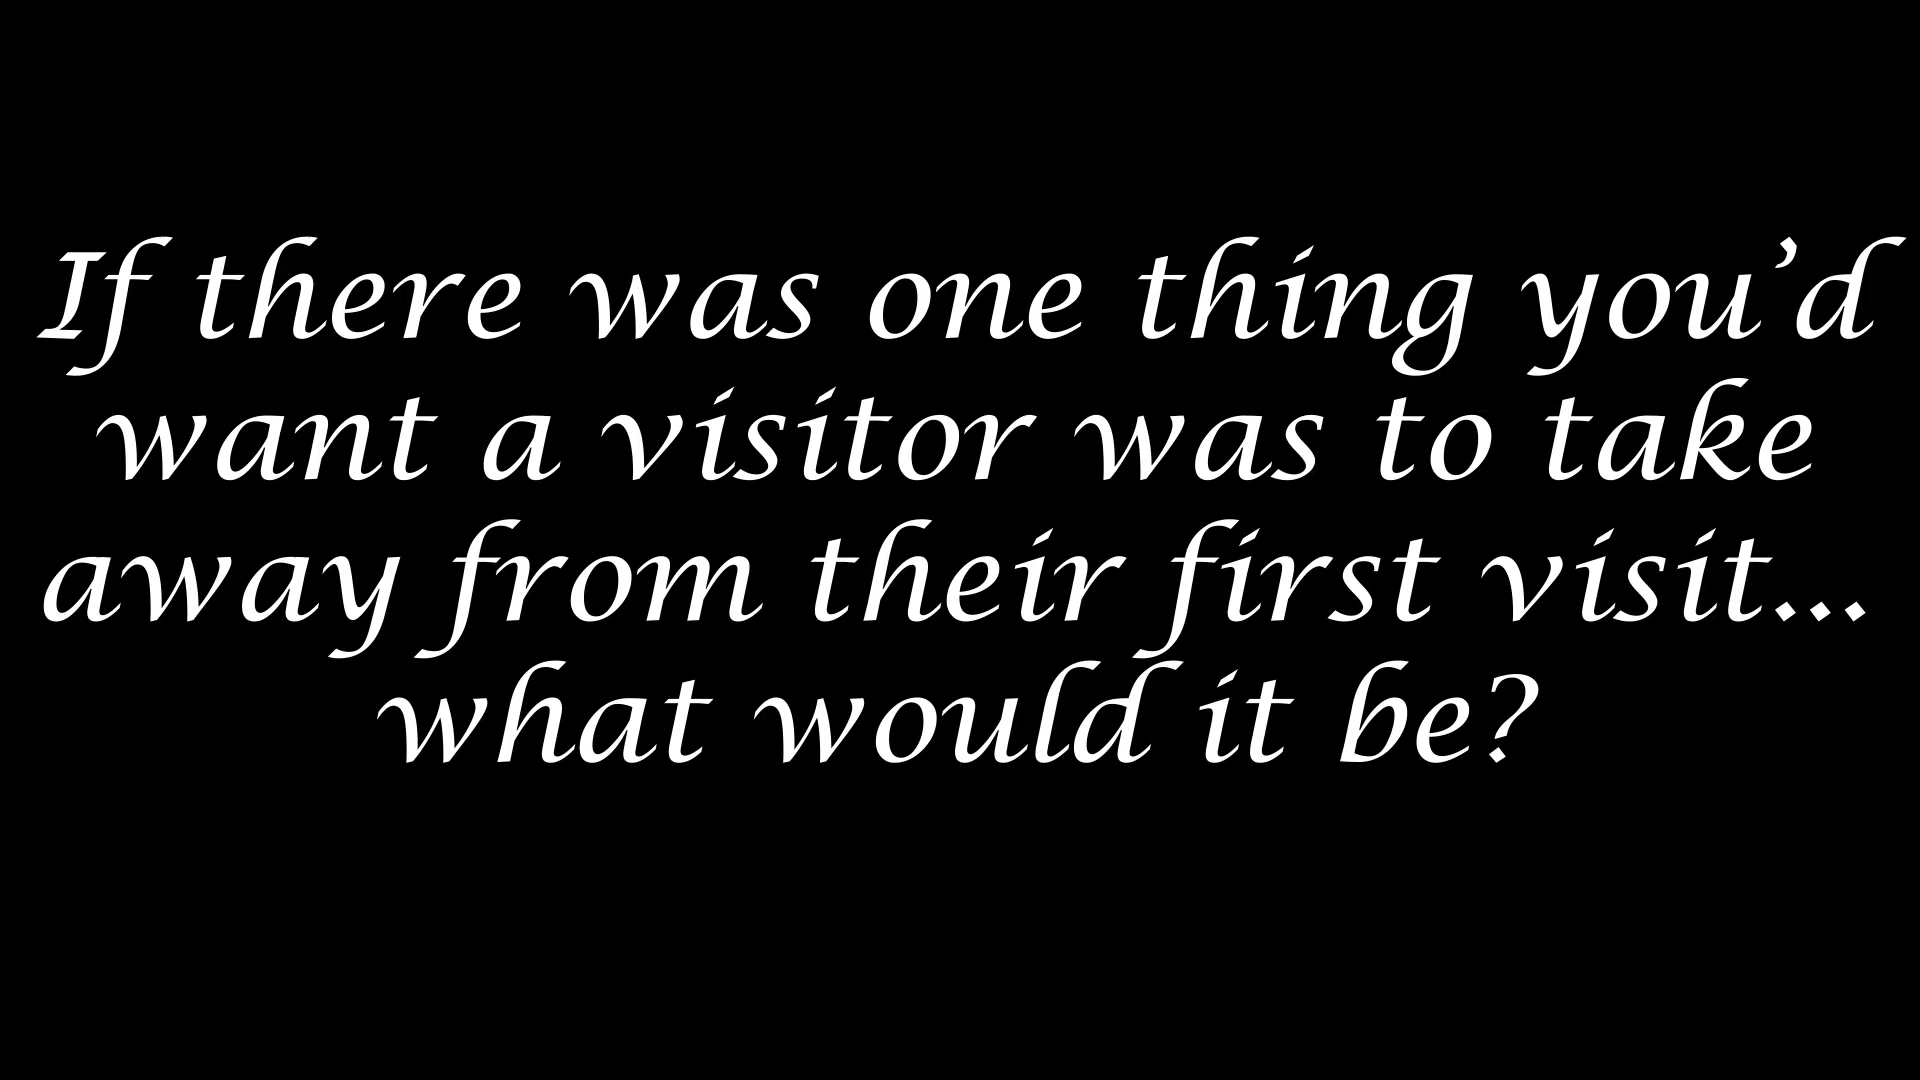 If there was one thing you’d
want a visitor was to take
away from their first visit...
what would it be?